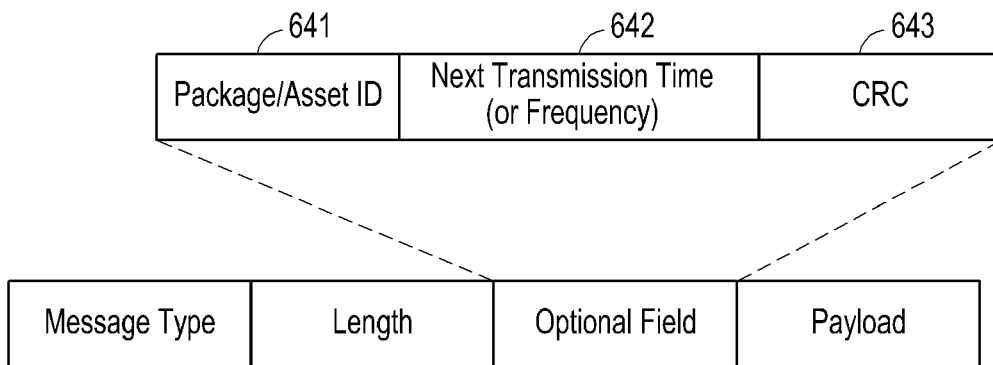 641 642 643
Package/Asset ID Next Transmission Time (or Frequency) CRC
Message Type Length Optional Field Payload